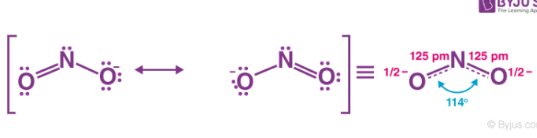 BYJU'S
The Learning App
N N 125 pm N 125 pm
O O⁻ ⁻O O 1/2− O O 1/2−
114°
© Byjus.com